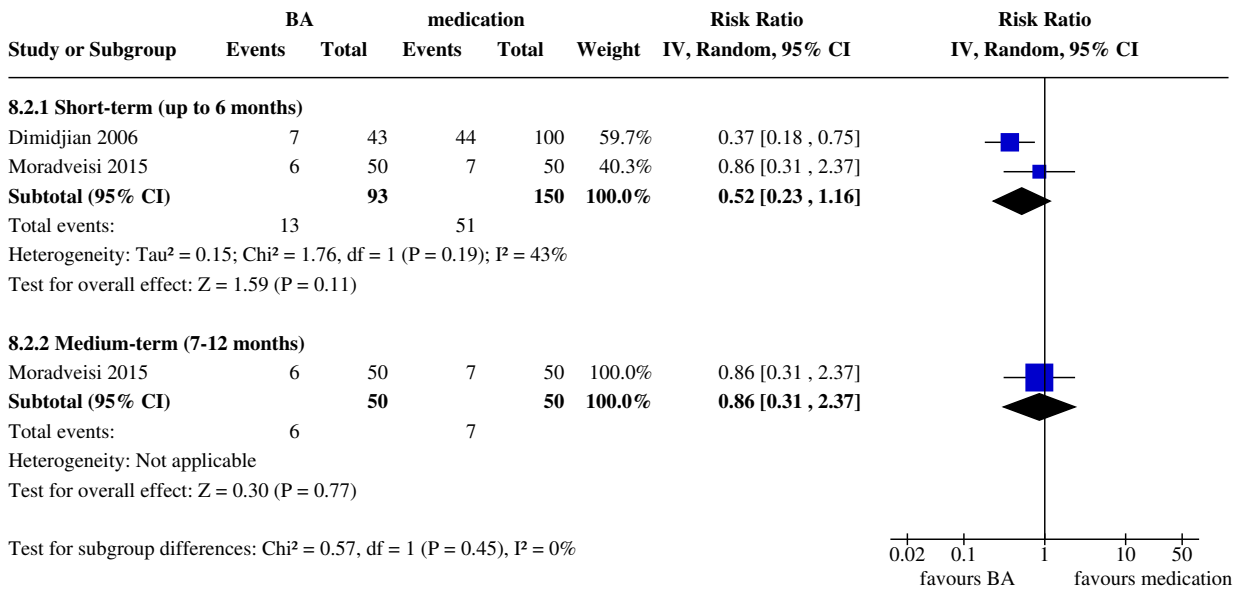 BA medication Risk Ratio Risk Ratio
Study or Subgroup Events Total Events Total Weight IV, Random, 95% CI IV, Random, 95% CI
8.2.1 Short-term (up to 6 months)
Dimidjian 2006 7 43 44 100 59.7% 0.37 [0.18 , 0.75]
Moradveisi 2015 6 50 7 50 40.3% 0.86 [0.31 , 2.37]
Subtotal (95% CI) 93 150 100.0% 0.52 [0.23 , 1.16]
Total events: 13 51
Heterogeneity: Tau² = 0.15; Chi² = 1.76, df = 1 (P = 0.19); I² = 43%
Test for overall effect: Z = 1.59 (P = 0.11)
8.2.2 Medium-term (7-12 months)
Moradveisi 2015 6 50 7 50 100.0% 0.86 [0.31 , 2.37]
Subtotal (95% CI) 50 50 100.0% 0.86 [0.31 , 2.37]
Total events: 6 7
Heterogeneity: Not applicable
Test for overall effect: Z = 0.30 (P = 0.77)
Test for subgroup differences: Chi² = 0.57, df = 1 (P = 0.45), I² = 0%
0.02 0.1 1 10 50
favours BA favours medication